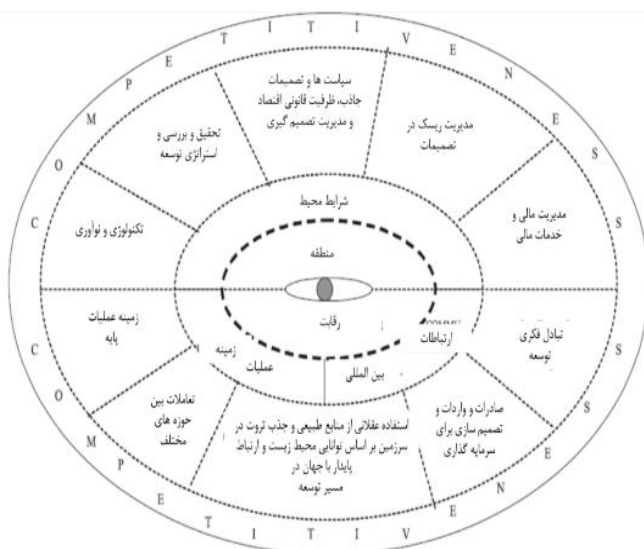 COMPETITIVENESS
سیاست ها و تصمیمات
جاذب، ظرفیت قانونی اقتصاد
و مدیریت تصمیم گیری
تحقیق و بررسی و
استراتژی توسعه
مدیریت ریسک در
تصمیمات
تکنولوژی و نوآوری
مدیریت مالی و
خدمات مالی
شرایط محیط
منطقه
رقابت
زمینه
عملیات
بین المللی
ارتباطات
زمینه عملیات
پایه
تبادل فکری
توسعه
تعاملات بین
حوزه های
مختلف
استفاده عقلانی از منابع طبیعی و جذب ثروت در
سرزمین بر اساس توانایی محیط زیست و ارتباط
پایدار با جهان در
مسیر توسعه
صادرات و واردات و
تصمیم سازی برای
سرمایه گذاری
COMPETITIVENESS